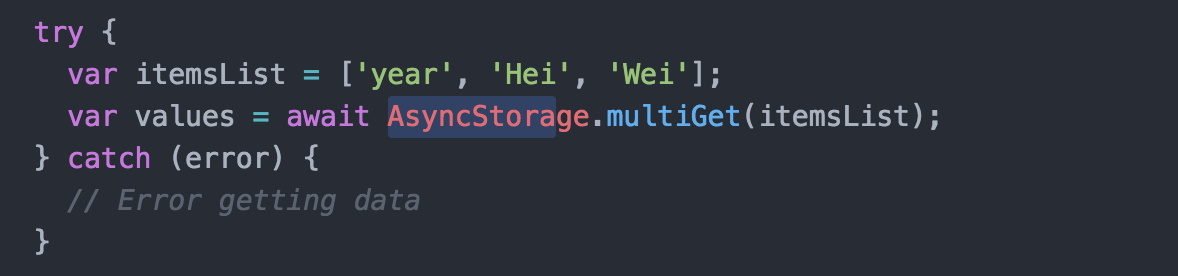 try {
  var itemsList = ['year', 'Hei', 'Wei'];
  var values = await AsyncStorage.multiGet(itemsList);
} catch (error) {
  // Error getting data
}